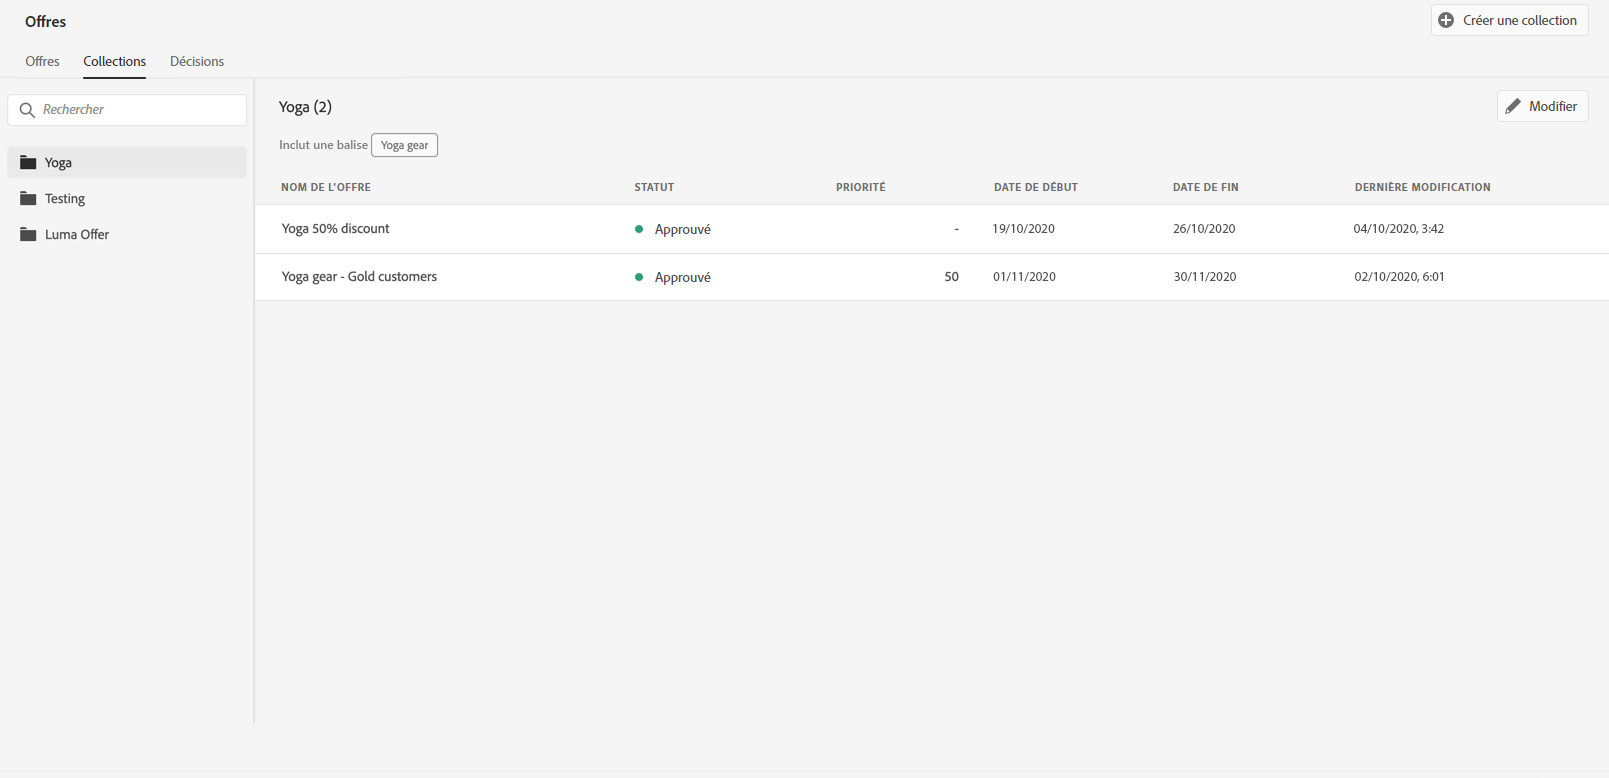 Offres
Créer une collection
Offres Collections Décisions
Rechercher
Yoga
Testing
Luma Offer
Yoga (2)
Modifier
Inclut une balise Yoga gear
NOM DE L'OFFRE STATUT PRIORITÉ DATE DE DÉBUT DATE DE FIN DERNIÈRE MODIFICATION
Yoga 50% discount Approuvé - 19/10/2020 26/10/2020 04/10/2020, 3:42
Yoga gear - Gold customers Approuvé 50 01/11/2020 30/11/2020 02/10/2020, 6:01